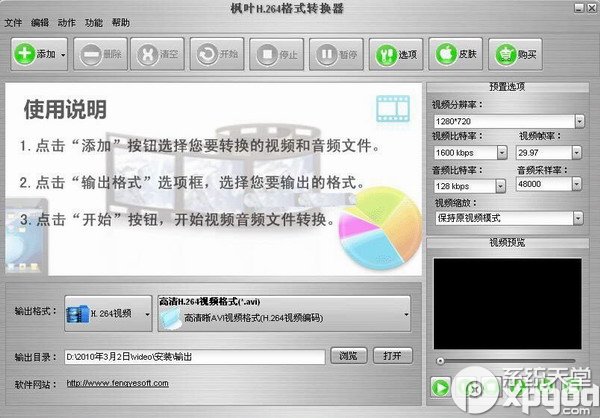 枫叶H.264格式转换器
文件 编辑 动作 功能 帮助
添加 删除 清空 开始 停止 暂停 选项 皮肤 购买
使用说明
1. 点击“添加”按钮选择您要转换的视频和音频文件。
2. 点击“输出格式”选项框，选择您要输出的格式。
3. 点击“开始”按钮，开始视频音频文件转换。
预置选项
视频分辨率：
1280*720
视频比特率： 视频帧率：
1600 kbps 29.97
音频比特率： 音频采样率：
128 kbps 48000
视频缩放：
保持原视频模式
视频预览
输出格式： H.264视频
高清H.264视频格式(*.avi)
高清晰AVI视频格式(H.264视频编码)
输出目录： D:\2010年3月2日\video\安装\输出 浏览 打开
软件网站： http://www.fengyesoft.com
系统天堂
xpgod